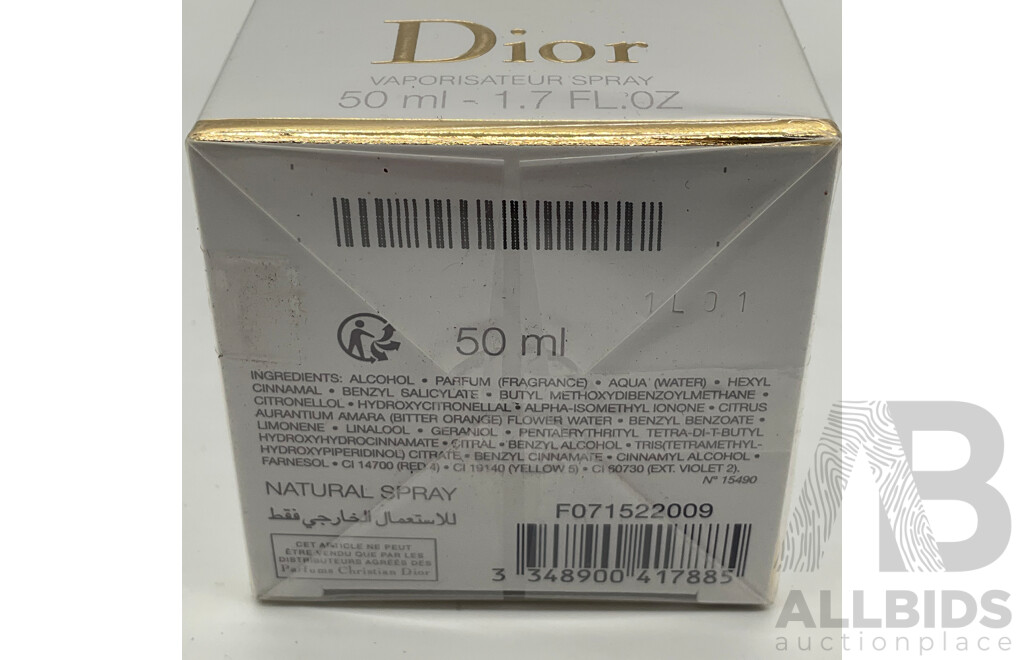 Dior
VAPORISATEUR SPRAY
50 ml - 1.7 FL.OZ
1L01
50 ml
INGREDIENTS: ALCOHOL • PARFUM (FRAGRANCE) • AQUA (WATER) • HEXYL
CINNAMAL • BENZYL SALICYLATE • BUTYL METHOXYDIBENZOYLMETHANE •
CITRONELLOL • HYDROXYCITRONELLAL • ALPHA-ISOMETHYL IONONE • CITRUS
AURANTIUM AMARA (BITTER ORANGE) FLOWER WATER • BENZYL BENZOATE •
LIMONENE • LINALOOL • GERANIOL • PENTAERYTHRITYL TETRA-DI-T-BUTYL
HYDROXYHYDROCINNAMATE • CITRAL • BENZYL ALCOHOL • TRIS(TETRAMETHYL-
HYDROXYPIPERIDINOL) CITRATE • BENZYL CINNAMATE • CINNAMYL ALCOHOL •
FARNESOL • CI 14700 (RED 4) • CI 19140 (YELLOW 5) • CI 60730 (EXT. VIOLET 2).
N° 15490
NATURAL SPRAY
للاستعمال الخارجي فقط
F071522009
CET ARTICLE NE PEUT
ÊTRE VENDU QUE PAR LES
DISTRIBUTEURS AGRÉÉS DES
Parfums Christian Dior
3 348900 417885
AB
ALLBIDS
auctionplace